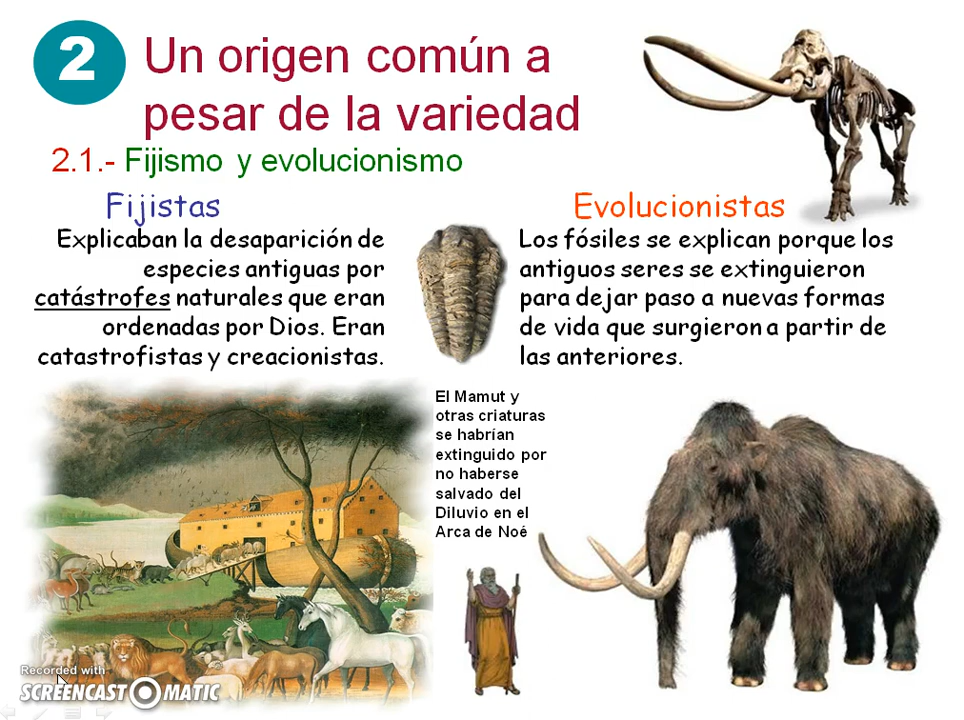 2
Un origen común a
pesar de la variedad
2.1.- Fijismo y evolucionismo
Fijistas
Explicaban la desaparición de
especies antiguas por
catástrofes naturales que eran
ordenadas por Dios. Eran
catastrofistas y creacionistas.
Evolucionistas
Los fósiles se explican porque los
antiguos seres se extinguieron
para dejar paso a nuevas formas
de vida que surgieron a partir de
las anteriores.
El Mamut y
otras criaturas
se habrían
extinguido por
no haberse
salvado del
Diluvio en el
Arca de Noé
Recorded with
SCREENCAST-O-MATIC